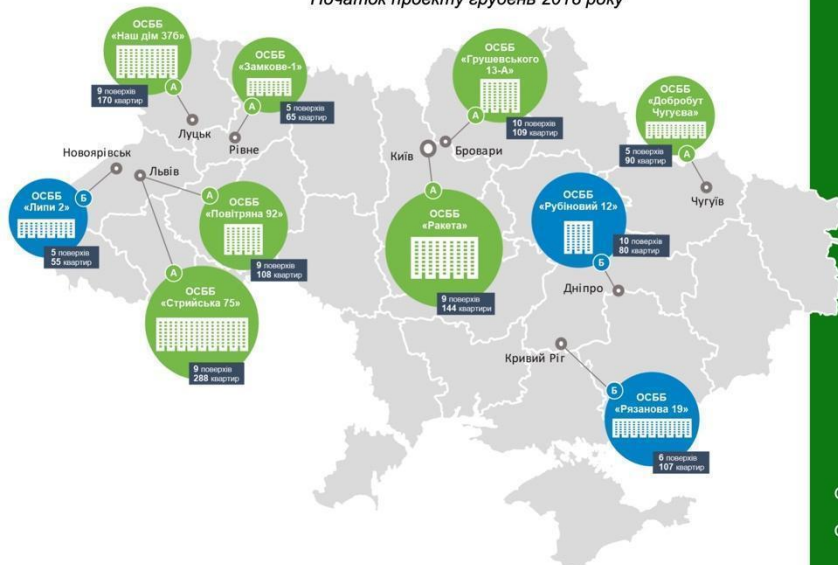 Початок проєкту грудень 2018 року
ОСББ
«Наш дім 37б»
А
9 поверхів
170 квартир
Луцьк
ОСББ
«Замкове-1»
А
5 поверхів
65 квартир
Рівне
ОСББ
«Грушевського
13-А»
А
10 поверхів
109 квартир
Київ
Бровари
ОСББ
«Добробут
Чугуєва»
5 поверхів
90 квартир
А
Чугуїв
Новоярівськ
Львів
Б
ОСББ
«Липи 2»
5 поверхів
55 квартир
А
ОСББ
«Повітряна 92»
9 поверхів
108 квартир
А
ОСББ
«Ракета»
9 поверхів
144 квартири
ОСББ
«Рубіновий 12»
10 поверхів
80 квартир
Б
Дніпро
А
ОСББ
«Стрийська 75»
9 поверхів
288 квартир
Кривий Ріг
Б
ОСББ
«Рязанова 19»
6 поверхів
107 квартир